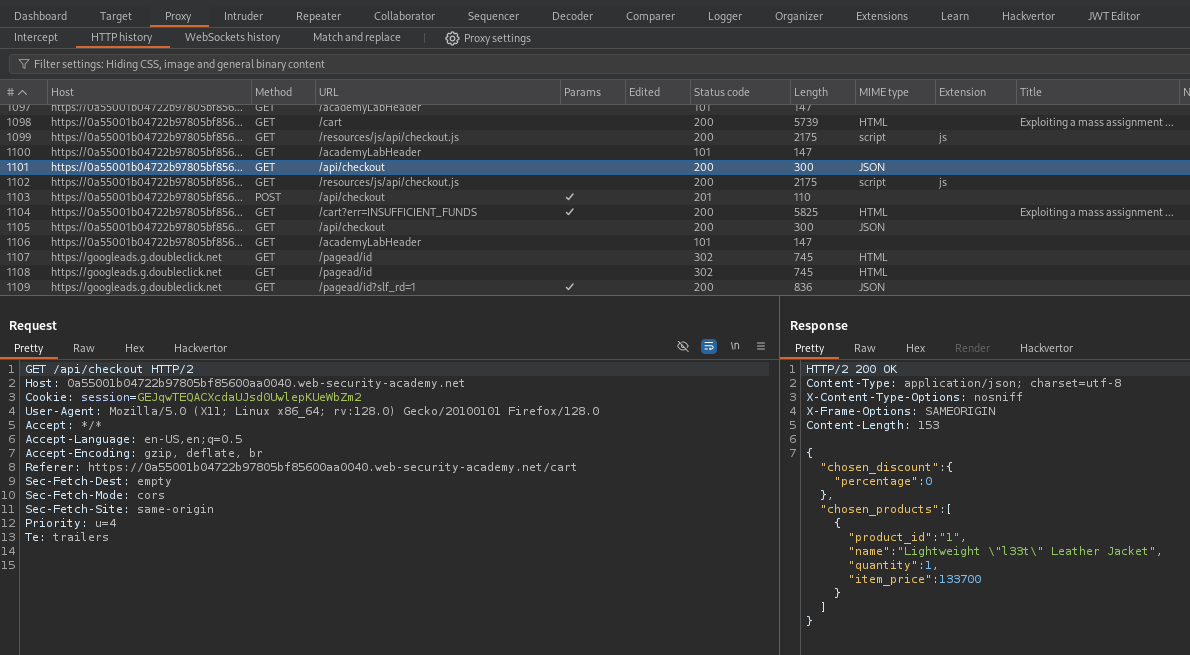 Dashboard Target Proxy Intruder Repeater Collaborator Sequencer Decoder Comparer Logger Organizer Extensions Learn Hackvertor JWT Editor
Intercept HTTP history WebSockets history Match and replace Proxy settings
Filter settings: Hiding CSS, image and general binary content
# Host Method URL Params Edited Status code Length MIME type Extension Title N
1097 https://0a55001b04722b97805bf856... GET /academyLabHeader 101 147
1098 https://0a55001b04722b97805bf856... GET /cart 200 5739 HTML Exploiting a mass assignment ...
1099 https://0a55001b04722b97805bf856... GET /resources/js/api/checkout.js 200 2175 script js
1100 https://0a55001b04722b97805bf856... GET /academyLabHeader 101 147
1101 https://0a55001b04722b97805bf856... GET /api/checkout 200 300 JSON
1102 https://0a55001b04722b97805bf856... GET /resources/js/api/checkout.js 200 2175 script js
1103 https://0a55001b04722b97805bf856... POST /api/checkout ✓ 201 110
1104 https://0a55001b04722b97805bf856... GET /cart?err=INSUFFICIENT_FUNDS ✓ 200 5825 HTML Exploiting a mass assignment ...
1105 https://0a55001b04722b97805bf856... GET /api/checkout 200 300 JSON
1106 https://0a55001b04722b97805bf856... GET /academyLabHeader 101 147
1107 https://googleads.g.doubleclick.net GET /pagead/id 302 745 HTML
1108 https://googleads.g.doubleclick.net GET /pagead/id 302 745 HTML
1109 https://googleads.g.doubleclick.net GET /pagead/id?slf_rd=1 ✓ 200 836 JSON
Request
Pretty Raw Hex Hackvertor \n
1 GET /api/checkout HTTP/2
2 Host: 0a55001b04722b97805bf85600aa0040.web-security-academy.net
3 Cookie: session=GEJqwTEQACXcdaUJsd0UwlepKUeWbZm2
4 User-Agent: Mozilla/5.0 (X11; Linux x86_64; rv:128.0) Gecko/20100101 Firefox/128.0
5 Accept: */*
6 Accept-Language: en-US,en;q=0.5
7 Accept-Encoding: gzip, deflate, br
8 Referer: https://0a55001b04722b97805bf85600aa0040.web-security-academy.net/cart
9 Sec-Fetch-Dest: empty
10 Sec-Fetch-Mode: cors
11 Sec-Fetch-Site: same-origin
12 Priority: u=4
13 Te: trailers
14
15
Response
Pretty Raw Hex Render Hackvertor
1 HTTP/2 200 OK
2 Content-Type: application/json; charset=utf-8
3 X-Content-Type-Options: nosniff
4 X-Frame-Options: SAMEORIGIN
5 Content-Length: 153
6
7 {
"chosen_discount":{
"percentage":0
},
"chosen_products":[
{
"product_id":"1",
"name":"Lightweight \"l33t\" Leather Jacket",
"quantity":1,
"item_price":133700
}
]
}